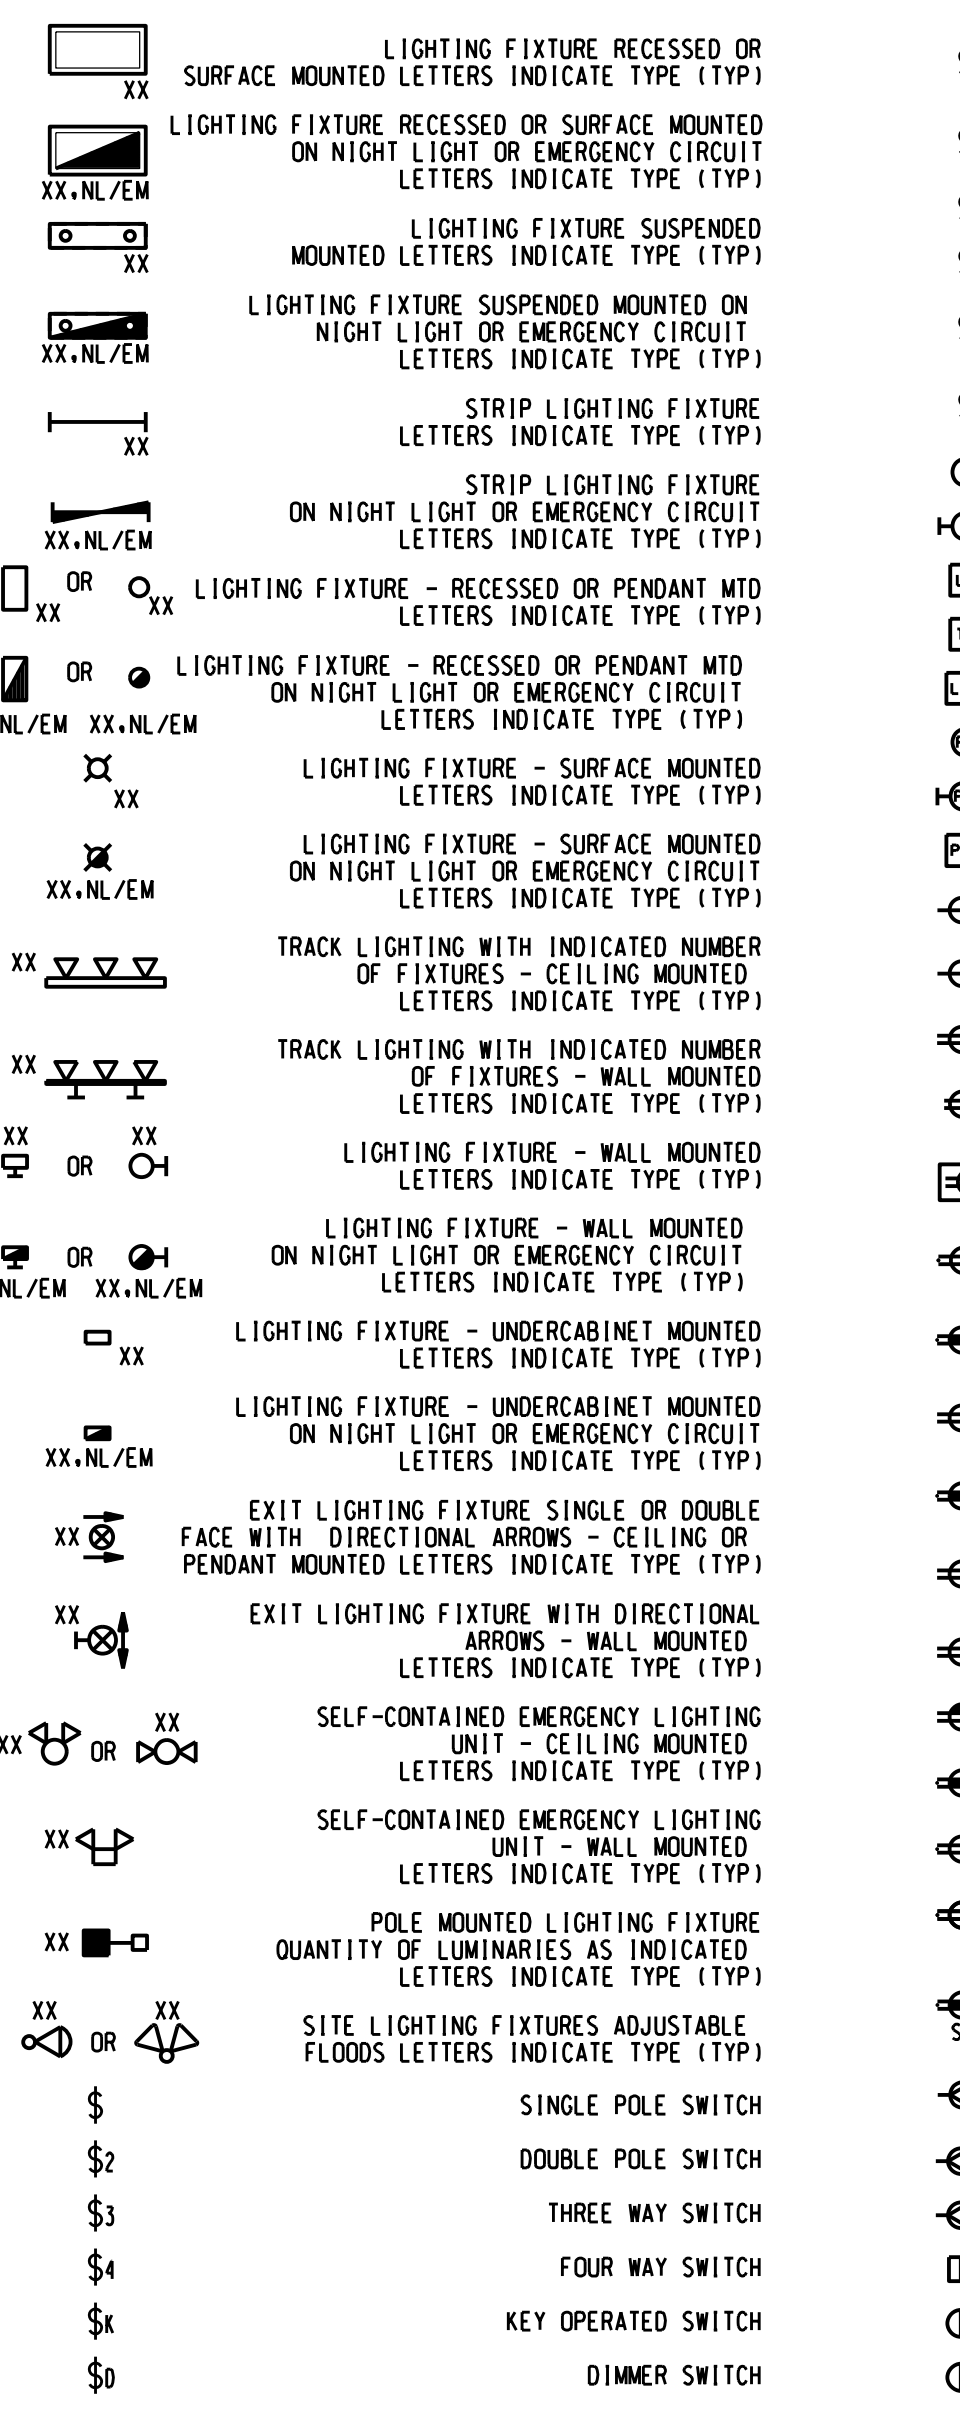 LIGHTING FIXTURE RECESSED OR
SURFACE MOUNTED LETTERS INDICATE TYPE (TYP)
XX
LIGHTING FIXTURE RECESSED OR SURFACE MOUNTED
ON NIGHT LIGHT OR EMERGENCY CIRCUIT
LETTERS INDICATE TYPE (TYP)
XX,NL/EM
LIGHTING FIXTURE SUSPENDED
MOUNTED LETTERS INDICATE TYPE (TYP)
XX
LIGHTING FIXTURE SUSPENDED MOUNTED ON
NIGHT LIGHT OR EMERGENCY CIRCUIT
LETTERS INDICATE TYPE (TYP)
XX,NL/EM
STRIP LIGHTING FIXTURE
LETTERS INDICATE TYPE (TYP)
XX
STRIP LIGHTING FIXTURE
ON NIGHT LIGHT OR EMERGENCY CIRCUIT
LETTERS INDICATE TYPE (TYP)
XX,NL/EM
OR
XX XX
LIGHTING FIXTURE - RECESSED OR PENDANT MTD
LETTERS INDICATE TYPE (TYP)
OR
LIGHTING FIXTURE - RECESSED OR PENDANT MTD
ON NIGHT LIGHT OR EMERGENCY CIRCUIT
LETTERS INDICATE TYPE (TYP)
NL/EM XX,NL/EM
LIGHTING FIXTURE - SURFACE MOUNTED
LETTERS INDICATE TYPE (TYP)
XX
LIGHTING FIXTURE - SURFACE MOUNTED
ON NIGHT LIGHT OR EMERGENCY CIRCUIT
LETTERS INDICATE TYPE (TYP)
XX,NL/EM
XX
TRACK LIGHTING WITH INDICATED NUMBER
OF FIXTURES - CEILING MOUNTED
LETTERS INDICATE TYPE (TYP)
XX
TRACK LIGHTING WITH INDICATED NUMBER
OF FIXTURES - WALL MOUNTED
LETTERS INDICATE TYPE (TYP)
XX XX
OR
LIGHTING FIXTURE - WALL MOUNTED
LETTERS INDICATE TYPE (TYP)
OR
LIGHTING FIXTURE - WALL MOUNTED
ON NIGHT LIGHT OR EMERGENCY CIRCUIT
LETTERS INDICATE TYPE (TYP)
NL/EM XX,NL/EM
LIGHTING FIXTURE - UNDERCABINET MOUNTED
LETTERS INDICATE TYPE (TYP)
XX
LIGHTING FIXTURE - UNDERCABINET MOUNTED
ON NIGHT LIGHT OR EMERGENCY CIRCUIT
LETTERS INDICATE TYPE (TYP)
XX,NL/EM
XX
EXIT LIGHTING FIXTURE SINGLE OR DOUBLE
FACE WITH DIRECTIONAL ARROWS - CEILING OR
PENDANT MOUNTED LETTERS INDICATE TYPE (TYP)
XX
EXIT LIGHTING FIXTURE WITH DIRECTIONAL
ARROWS - WALL MOUNTED
LETTERS INDICATE TYPE (TYP)
XX OR XX
SELF-CONTAINED EMERGENCY LIGHTING
UNIT - CEILING MOUNTED
LETTERS INDICATE TYPE (TYP)
XX
SELF-CONTAINED EMERGENCY LIGHTING
UNIT - WALL MOUNTED
LETTERS INDICATE TYPE (TYP)
XX
POLE MOUNTED LIGHTING FIXTURE
QUANTITY OF LUMINARIES AS INDICATED
LETTERS INDICATE TYPE (TYP)
XX XX
OR
SITE LIGHTING FIXTURES ADJUSTABLE
FLOODS LETTERS INDICATE TYPE (TYP)
$ SINGLE POLE SWITCH
$2 DOUBLE POLE SWITCH
$3 THREE WAY SWITCH
$4 FOUR WAY SWITCH
$K KEY OPERATED SWITCH
$D DIMMER SWITCH